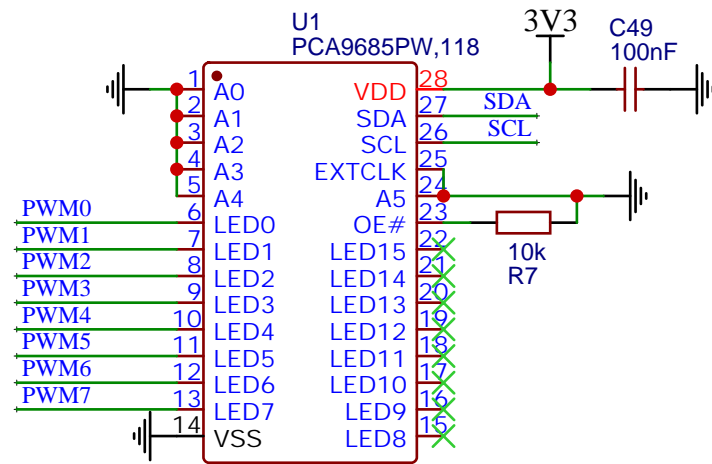 U1
PCA9685PW,118
3V3
C49
100nF
1 A0 VDD 28
2 A1 SDA 27 SDA
3 A2 SCL 26 SCL
4 A3 EXTCLK 25
5 A4 A5 24
PWM0 6 LED0 OE# 23
10k
R7
PWM1 7 LED1 LED15 22
PWM2 8 LED2 LED14 21
PWM3 9 LED3 LED13 20
PWM4 10 LED4 LED12 19
PWM5 11 LED5 LED11 18
PWM6 12 LED6 LED10 17
PWM7 13 LED7 LED9 16
14 VSS LED8 15